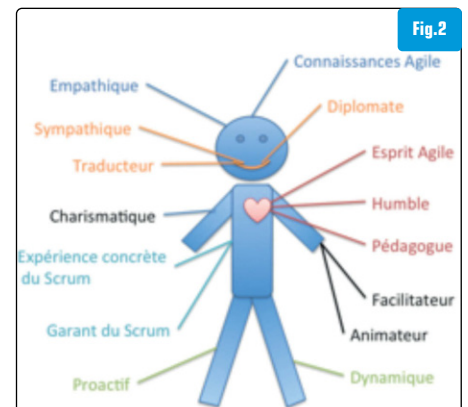 Fig.2
Connaissances Agile
Empathique
Diplomate
Sympathique
Esprit Agile
Traducteur
Humble
Charismatique
Pédagogue
Expérience concrète
du Scrum
Facilitateur
Garant du Scrum
Animateur
Proactif
Dynamique